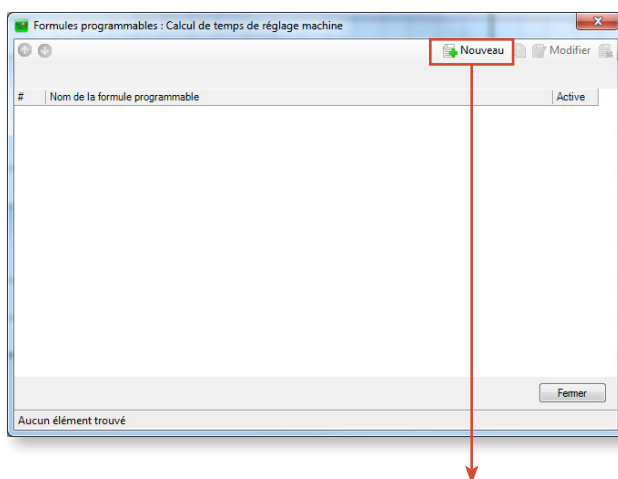 Formules programmables : Calcul de temps de réglage machine
Nouveau Modifier
# Nom de la formule programmable Active
Fermer
Aucun élément trouvé